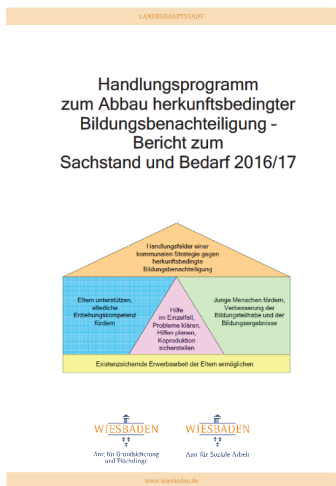 LANDESHAUPTSTADT
Handlungsprogramm
zum Abbau herkunftsbedingter
Bildungsbenachteiligung –
Bericht zum
Sachstand und Bedarf 2016/17
Handlungsfelder einer
kommunalen Strategie gegen
herkunftsbedingte
Bildungsbenachteiligung
Eltern unterstützen,
elterliche
Erziehungskompetenz
fördern
Hilfe
im Einzelfall,
Probleme klären,
Hilfen planen,
Koproduktion
sicherstellen
Junge Menschen fördern,
Verbesserung der
Bildungsteilhabe und der
Bildungsergebnisse
Existenzsichernde Erwerbsarbeit der Eltern ermöglichen
WIESBADEN
Amt für Grundsicherung
und Flüchtlinge
WIESBADEN
Amt für Soziale Arbeit
www.wiesbaden.de